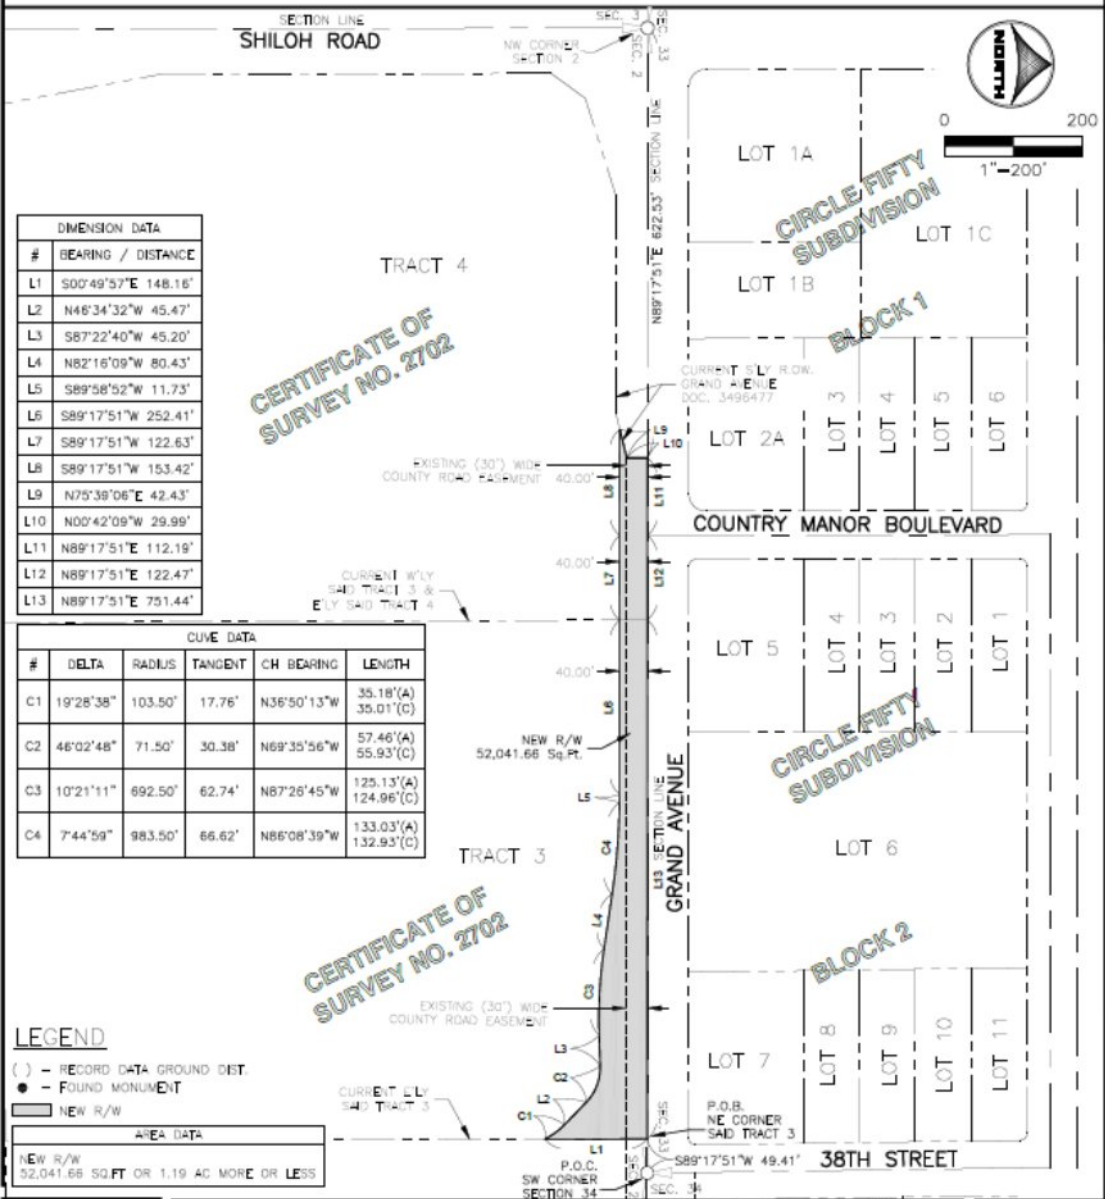 SECTION LINE
SHILOH ROAD
NW CORNER
SECTION 2
SEC. 3
SEC. 2
SEC. 33
NORTH
0 200
1"-200'
N89°17'51"E 622.53' SECTION LINE
LOT 1A
CIRCLE FIFTY
SUBDIVISION
LOT 1C
LOT 1B
BLOCK 1
DIMENSION DATA
# BEARING / DISTANCE
L1 S00°49'57"E 148.16'
L2 N46°34'32"W 45.47'
L3 S87°22'40"W 45.20'
L4 N82°16'09"W 80.43'
L5 S89°58'52"W 11.73'
L6 S89°17'51"W 252.41'
L7 S89°17'51"W 122.63'
L8 S89°17'51"W 153.42'
L9 N75°39'06"E 42.43'
L10 N00°42'09"W 29.99'
L11 N89°17'51"E 112.19'
L12 N89°17'51"E 122.47'
L13 N89°17'51"E 751.44'
TRACT 4
CERTIFICATE OF
SURVEY NO. 2702
CURRENT S'LY R.OW.
GRAND AVENUE
DOC. 3496477
L9
L10
LOT 2A
LOT 3
LOT 4
LOT 5
LOT 6
EXISTING (30') WIDE
COUNTY ROAD EASEMENT
40.00'
L8
L11
COUNTRY MANOR BOULEVARD
40.00'
L7
L12
CURRENT W'LY
SAID TRACT 3 &
E'LY SAID TRACT 4
CUVE DATA
# DELTA RADIUS TANGENT CH BEARING LENGTH
C1 19°28'38" 103.50' 17.76' N36°50'13"W 35.18'(A)
35.01'(C)
C2 46°02'48" 71.50' 30.38' N69°35'56"W 57.46'(A)
55.93'(C)
C3 10°21'11" 692.50' 62.74' N87°26'45"W 125.13'(A)
124.96'(C)
C4 7°44'59" 983.50' 66.62' N86°08'39"W 133.03'(A)
132.93'(C)
40.00'
L6
NEW R/W
52,041.66 Sq.Ft.
LOT 5
LOT 4
LOT 3
LOT 2
LOT 1
CIRCLE FIFTY
SUBDIVISION
L5
C4
L13 SECTION LINE
GRAND AVENUE
LOT 6
TRACT 3
CERTIFICATE OF
SURVEY NO. 2702
L4
BLOCK 2
C3
EXISTING (30') WIDE
COUNTY ROAD EASEMENT
L3
C2
L2
C1
LOT 7
LOT 8
LOT 9
LOT 10
LOT 11
LEGEND
( ) - RECORD DATA GROUND DIST.
● - FOUND MONUMENT
NEW R/W
CURRENT E'LY
SAID TRACT 3
AREA DATA
NEW R/W
52,041.66 SQ.FT OR 1.19 AC MORE OR LESS
L1
P.O.B.
NE CORNER
SAID TRACT 3
SEC. 33
S89°17'51"W 49.41'
38TH STREET
P.O.C.
SW CORNER
SECTION 34
SEC. 2
SEC. 34